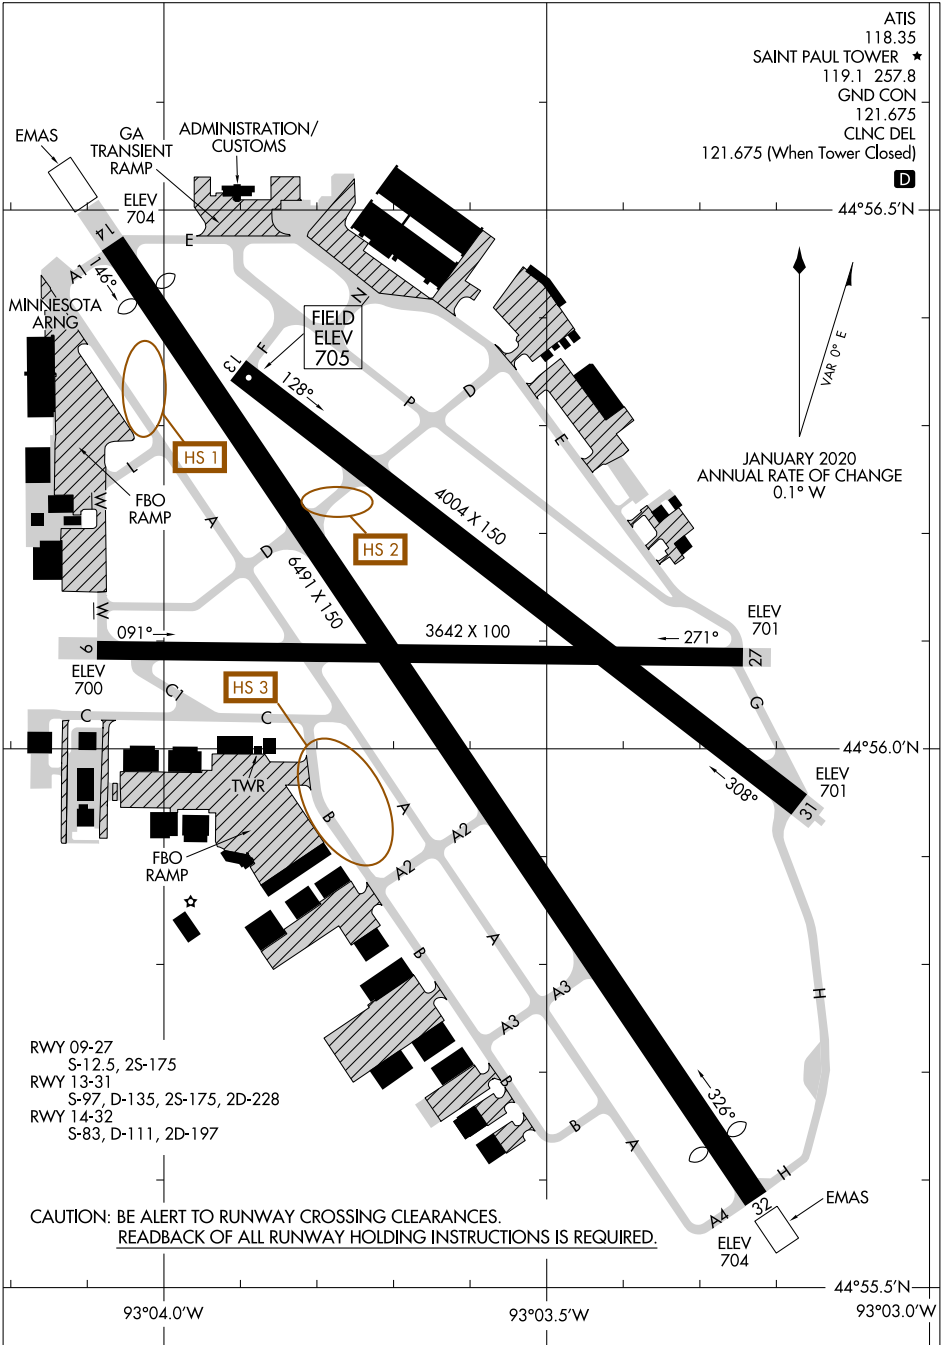 ATIS
118.35
SAINT PAUL TOWER
119.1 257.8
GND CON
121.675
CLNC DEL
121.675 (When Tower Closed)
D
EMAS
GA
TRANSIENT
RAMP
ADMINISTRATION/
CUSTOMS
ELEV
704
44°56.5'N
14
E
A1
146°
N
MINNESOTA
ARNG
FIELD
ELEV
705
13
F
128°
VAR 0° E
P
D
E
HS 1
JANUARY 2020
ANNUAL RATE OF CHANGE
0.1° W
L
W
FBO
RAMP
A
4004 X 150
D
HS 2
6491 X 150
W
ELEV
701
091°
3642 X 100
271°
9
27
ELEV
700
HS 3
C1
G
C
C
44°56.0'N
TWR
308°
ELEV
701
31
B
A
A2
FBO
RAMP
A2
A
B
A3
H
A3
RWY 09-27
S-12.5, 2S-175
RWY 13-31
S-97, D-135, 2S-175, 2D-228
RWY 14-32
S-83, D-111, 2D-197
B
326°
B
A
H
EMAS
32
A4
CAUTION: BE ALERT TO RUNWAY CROSSING CLEARANCES.
READBACK OF ALL RUNWAY HOLDING INSTRUCTIONS IS REQUIRED.
ELEV
704
44°55.5'N
93°04.0'W
93°03.5'W
93°03.0'W